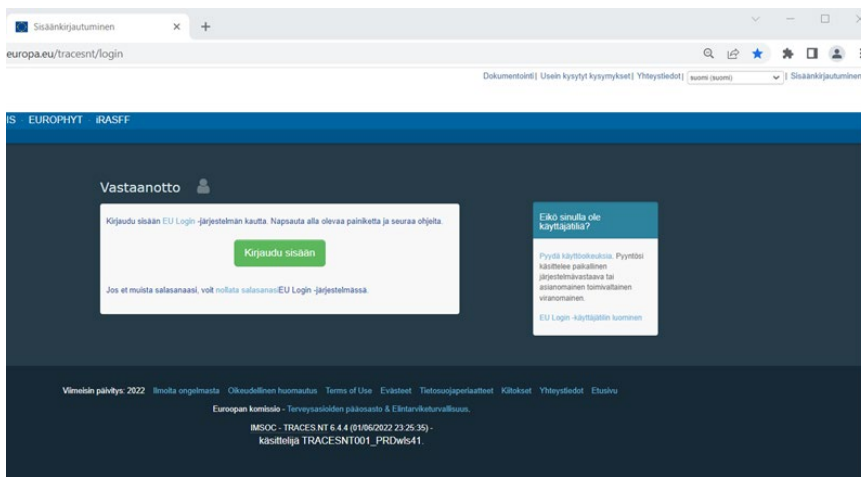 Sisäänkirjautuminen
europa.eu/tracesnt/login
Dokumentointi| Usein kysytyt kysymykset| Yhteystiedot| suomi (suomi) | Sisäänkirjautuminen
IS · EUROPHYT · iRASFF
Vastaanotto
Kirjaudu sisään EU Login -järjestelmän kautta. Napsauta alla olevaa painiketta ja seuraa ohjeita.
Kirjaudu sisään
Jos et muista salasanaasi, voit nollata salasanasiEU Login -järjestelmässä.
Eikö sinulla ole
käyttäjätiliä?
Pyydä käyttöoikeuksia. Pyyntösi
käsittelee paikallinen
järjestelmävastaava tai
asianomainen toimivaltainen
viranomainen.
EU Login -käyttäjätilin luominen
Viimeisin päivitys: 2022 Ilmoita ongelmasta Oikeudellinen huomautus Terms of Use Evästeet Tietosuojaperiaatteet Kiitokset Yhteystiedot Etusivu
Euroopan komissio - Terveysasioiden pääosasto & Elintarviketurvallisuus.
IMSOC - TRACES.NT 6.4.4 (01/06/2022 23:25:35) -
käsittelijä TRACESNT001_PRDwls41.